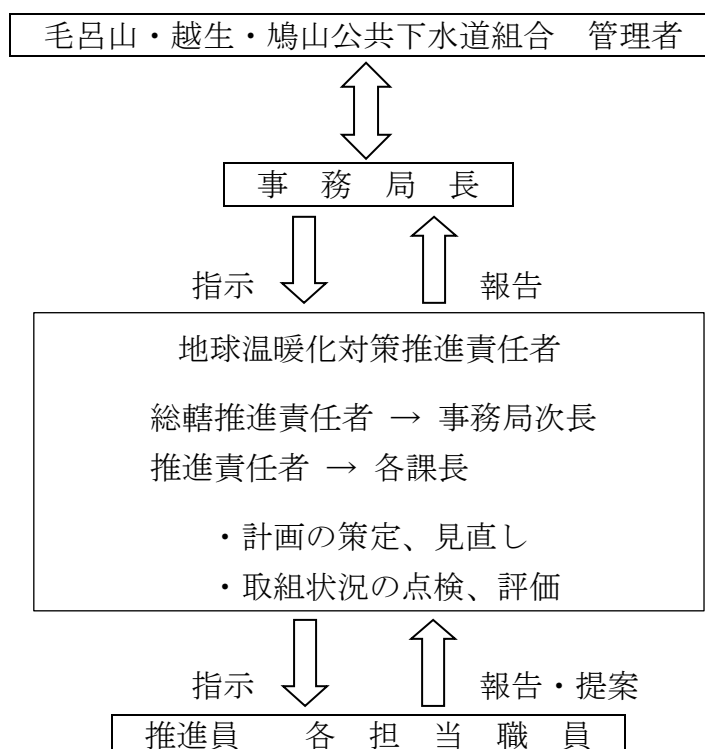 毛呂山・越生・鳩山公共下水道組合　管理者
事　務　局　長
指示　報告
地球温暖化対策推進責任者
総轄推進責任者 → 事務局次長
推進責任者 → 各課長
・計画の策定、見直し
・取組状況の点検、評価
指示　報告・提案
推進員　　各　担　当　職　員